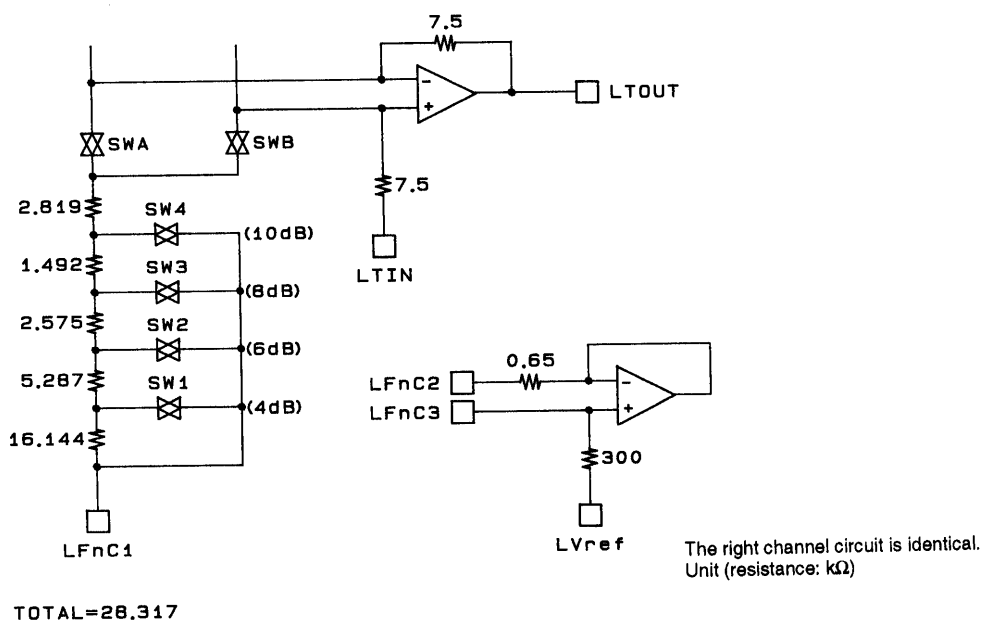 7.5
LTOUT
SWA
SWB
7.5
2.819
SW4
(10dB)
LTIN
1.492
SW3
(8dB)
2.575
SW2
(6dB)
5.287
SW1
(4dB)
16.144
LFnC1
0.65
LFnC2
LFnC3
300
LVref
The right channel circuit is identical.
Unit (resistance: kΩ)
TOTAL=28.317